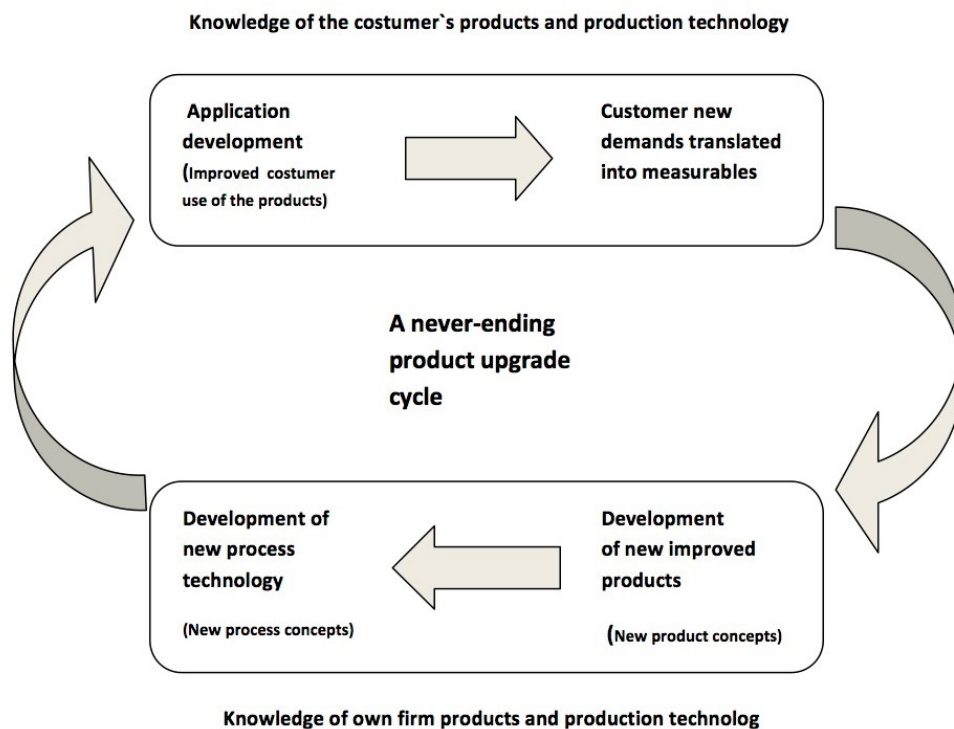 Knowledge of the costumer`s products and production technology
Application
development
(Improved costumer
use of the products)
Customer new
demands translated
into measurables
A never-ending
product upgrade
cycle
Development of
new process
technology
(New process concepts)
Development
of new improved
products
(New product concepts)
Knowledge of own firm products and production technolog